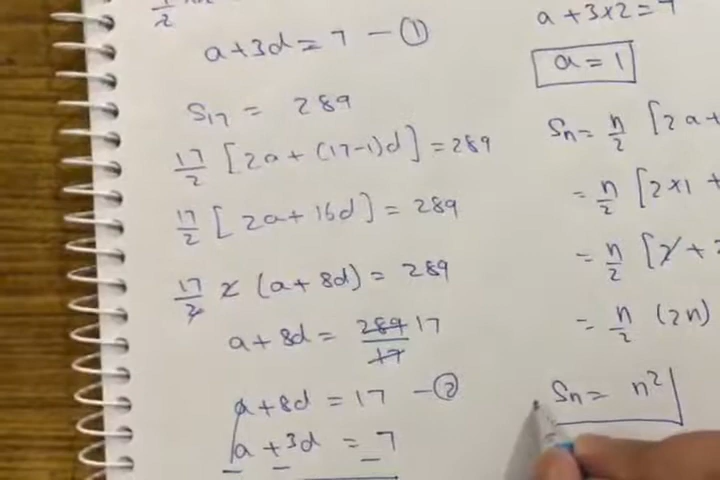 a + 3d = 7 — ①
S17 = 289
17/2 [2a + (17-1)d] = 289
17/2 [2a + 16d] = 289
17/2 2 (a + 8d) = 289
a + 8d = 289/17 17
a + 8d = 17 — ②
a + 3d = 7
— — —
a + 3×2 = 7
a = 1
Sn = n/2 [2a +
= n/2 [2×1 +
= n/2 [2 +
= n/2 (2n)
Sn = n²